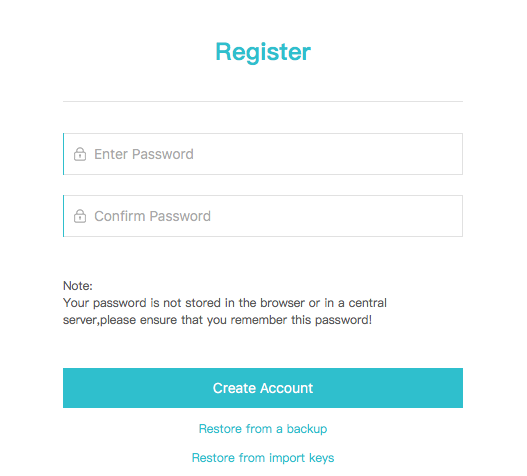 Register
Enter Password
Confirm Password
Note:
Your password is not stored in the browser or in a central
server,please ensure that you remember this password!
Create Account
Restore from a backup
Restore from import keys